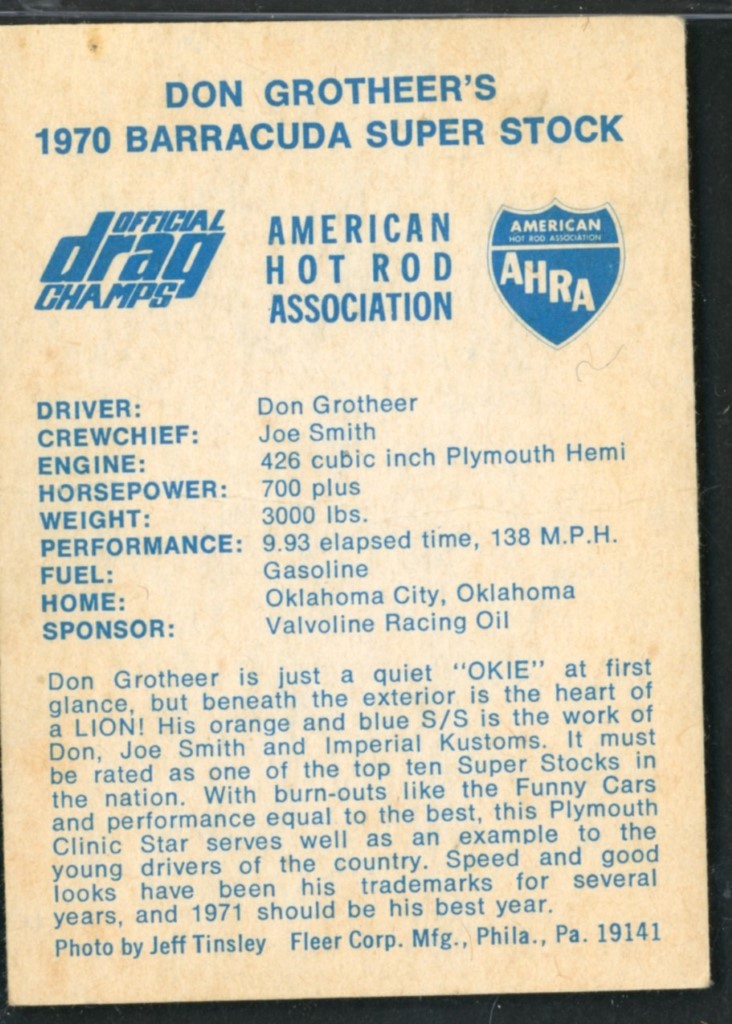 DON GROTHEER'S
1970 BARRACUDA SUPER STOCK
OFFICIAL
drag
CHAMPS
AMERICAN
HOT ROD
ASSOCIATION
AMERICAN
HOT ROD ASSOCIATION
AHRA
DRIVER: Don Grotheer
CREWCHIEF: Joe Smith
ENGINE: 426 cubic inch Plymouth Hemi
HORSEPOWER: 700 plus
WEIGHT: 3000 lbs.
PERFORMANCE: 9.93 elapsed time, 138 M.P.H.
FUEL: Gasoline
HOME: Oklahoma City, Oklahoma
SPONSOR: Valvoline Racing Oil
Don Grotheer is just a quiet "OKIE" at first
glance, but beneath the exterior is the heart of
a LION! His orange and blue S/S is the work of
Don, Joe Smith and Imperial Kustoms. It must
be rated as one of the top ten Super Stocks in
the nation. With burn-outs like the Funny Cars
and performance equal to the best, this Plymouth
Clinic Star serves well as an example to the
young drivers of the country. Speed and good
looks have been his trademarks for several
years, and 1971 should be his best year.
Photo by Jeff Tinsley Fleer Corp. Mfg., Phila., Pa. 19141